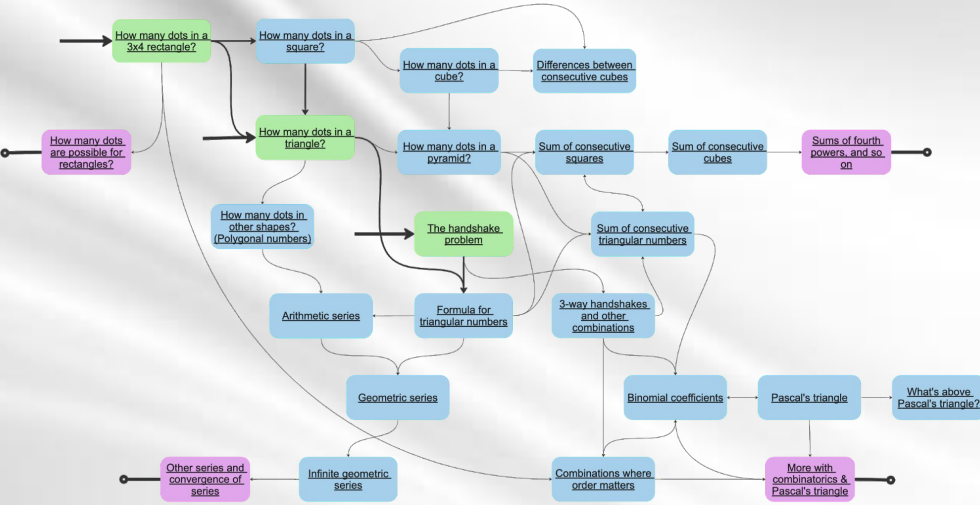 How many dots in a
3x4 rectangle?
How many dots in a
square?
How many dots in a
cube?
Differences between
consecutive cubes
How many dots
are possible for
rectangles?
How many dots in a
triangle?
How many dots in a
pyramid?
Sum of consecutive
squares
Sum of consecutive
cubes
Sums of fourth
powers, and so
on
How many dots in
other shapes?
(Polygonal numbers)
The handshake
problem
Sum of consecutive
triangular numbers
Arithmetic series
Formula for
triangular numbers
3-way handshakes
and other
combinations
Geometric series
Binomial coefficients
Pascal's triangle
What's above
Pascal's triangle?
Other series and
convergence of
series
Infinite geometric
series
Combinations where
order matters
More with
combinatorics &
Pascal's triangle